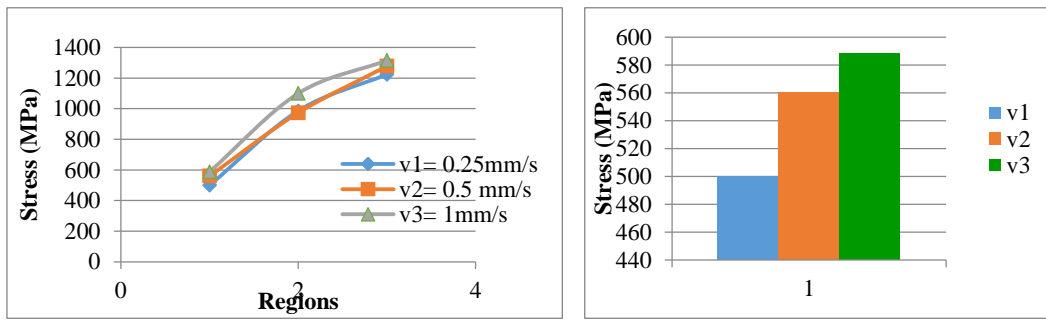 Stress (MPa)
1400
1200
1000
800
600
400
200
0
0
2
4
Regions
v1= 0.25mm/s
v2= 0.5 mm/s
v3= 1mm/s
Stress (MPa)
600
580
560
540
520
500
480
460
440
1
v1
v2
v3